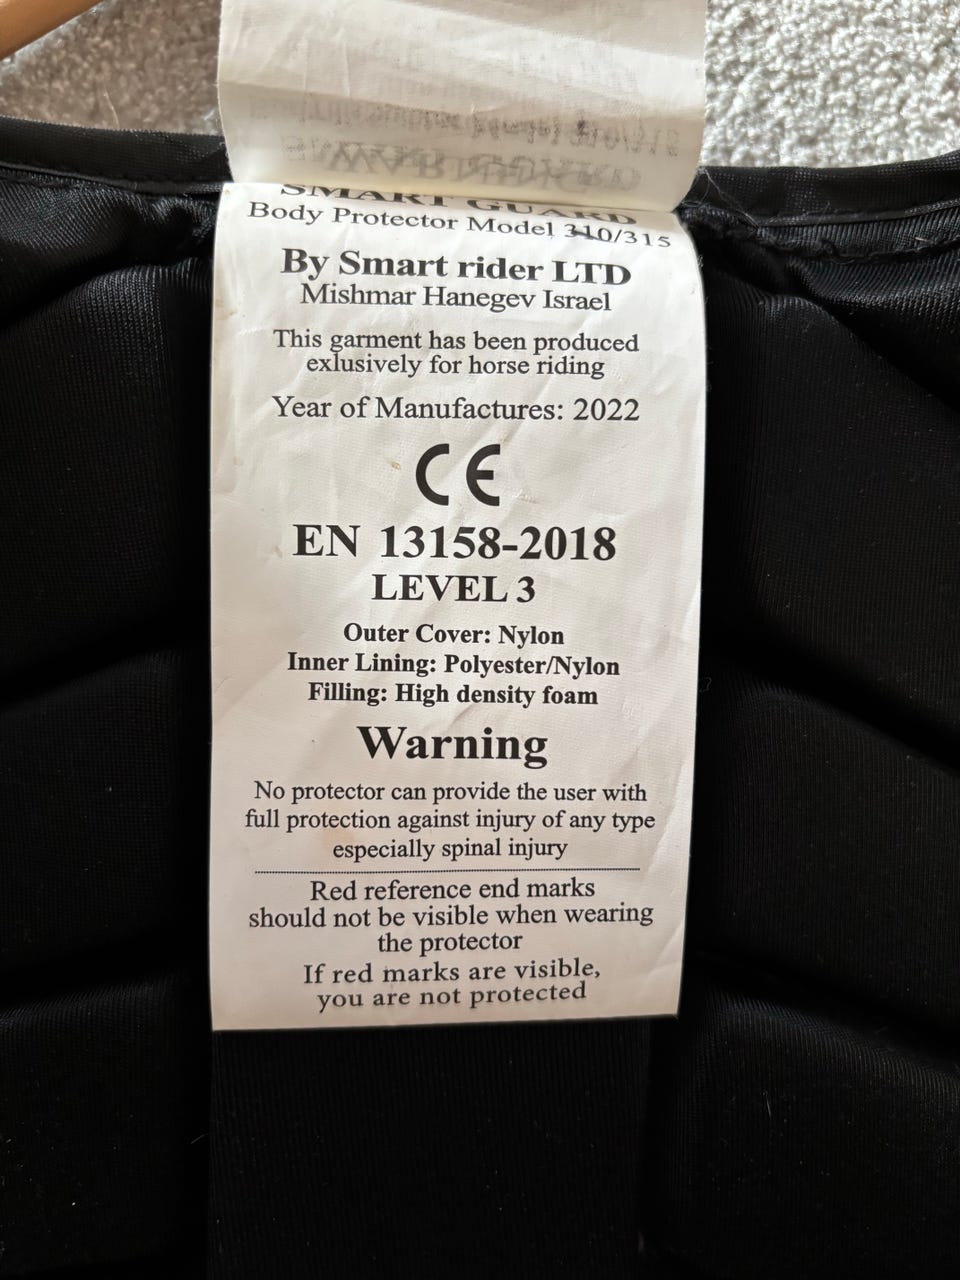 SMART GUARD
Body Protector Model 310/315
By Smart rider LTD
Mishmar Hanegev Israel
This garment has been produced
exlusively for horse riding
Year of Manufactures: 2022
CE
EN 13158-2018
LEVEL 3
Outer Cover: Nylon
Inner Lining: Polyester/Nylon
Filling: High density foam
Warning
No protector can provide the user with
full protection against injury of any type
especially spinal injury
Red reference end marks
should not be visible when wearing
the protector
If red marks are visible,
you are not protected